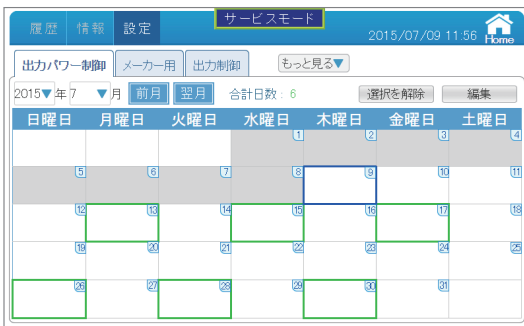 サービスモード
履歴 情報 設定 2015/07/09 11:56 Home
出力パワー制御 メーカー用 出力制御 もっと見る▼
2015▼年 7 ▼月 前月 翌月 合計日数：6 選択を解除 編集
日曜日 月曜日 火曜日 水曜日 木曜日 金曜日 土曜日
1 2 3 4
5 6 7 8 9 10 11
12 13 14 15 16 17 18
19 20 21 22 23 24 25
26 27 28 29 30 31